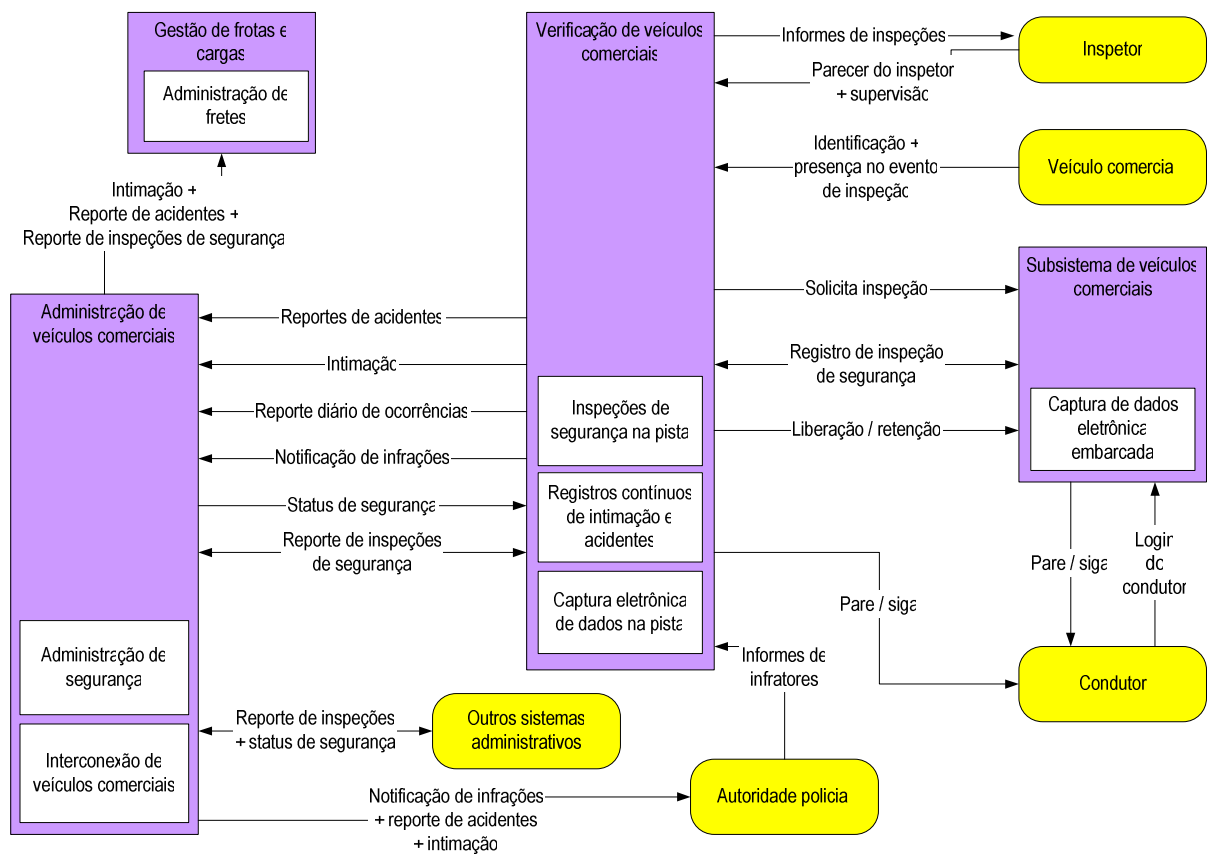 Gestão de frotas e
cargas
Administração de
fretes
Verificação de veículos
comerciais
Informes de inspeções
Inspetor
Parecer do inspetor
+ supervisão
Identificação +
presença no evento
de inspeção
Veículo comercia
Intimação +
Reporte de acidentes +
Reporte de inspeções de segurança
Subsistema de veículos
comerciais
Solicita inspeção
Administração de
veículos comerciais
Reportes de acidentes
Intimação
Registro de inspeção
de segurança
Reporte diário de ocorrências
Inspeções de
segurança na pista
Liberação / retenção
Captura de dados
eletrônica
embarcada
Notificação de infrações
Status de segurança
Registros contínuos
de intimação e
acidentes
Reporte de inspeções
de segurança
Pare / siga
Login
do
condutor
Captura eletrônica
de dados na pista
Pare / siga
Administração de
segurança
Informes de
infratores
Condutor
Reporte de inspeções
+ status de segurança
Outros sistemas
administrativos
Interconexão de
veículos comerciais
Notificação de infrações
+ reporte de acidentes
+ intimação
Autoridade policia